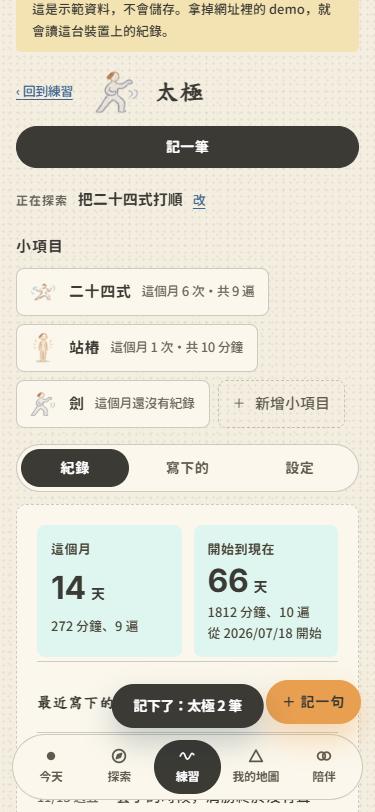 這是示範資料，不會儲存。拿掉網址裡的 demo，就
會讀這台裝置上的紀錄。
‹ 回到練習
太極
記一筆
正在探索 把二十四式打順 改
小項目
二十四式 這個月 6 次・共 9 遍
站樁 這個月 1 次・共 10 分鐘
劍 這個月還沒有紀錄
＋ 新增小項目
紀錄 寫下的 設定
這個月
14 天
272 分鐘、9 遍
開始到現在
66 天
1812 分鐘、10 遍
從 2026/07/18 開始
最近寫下的
記下了：太極 2 筆
＋ 記一句
今天 探索 練習 我的地圖 陪伴